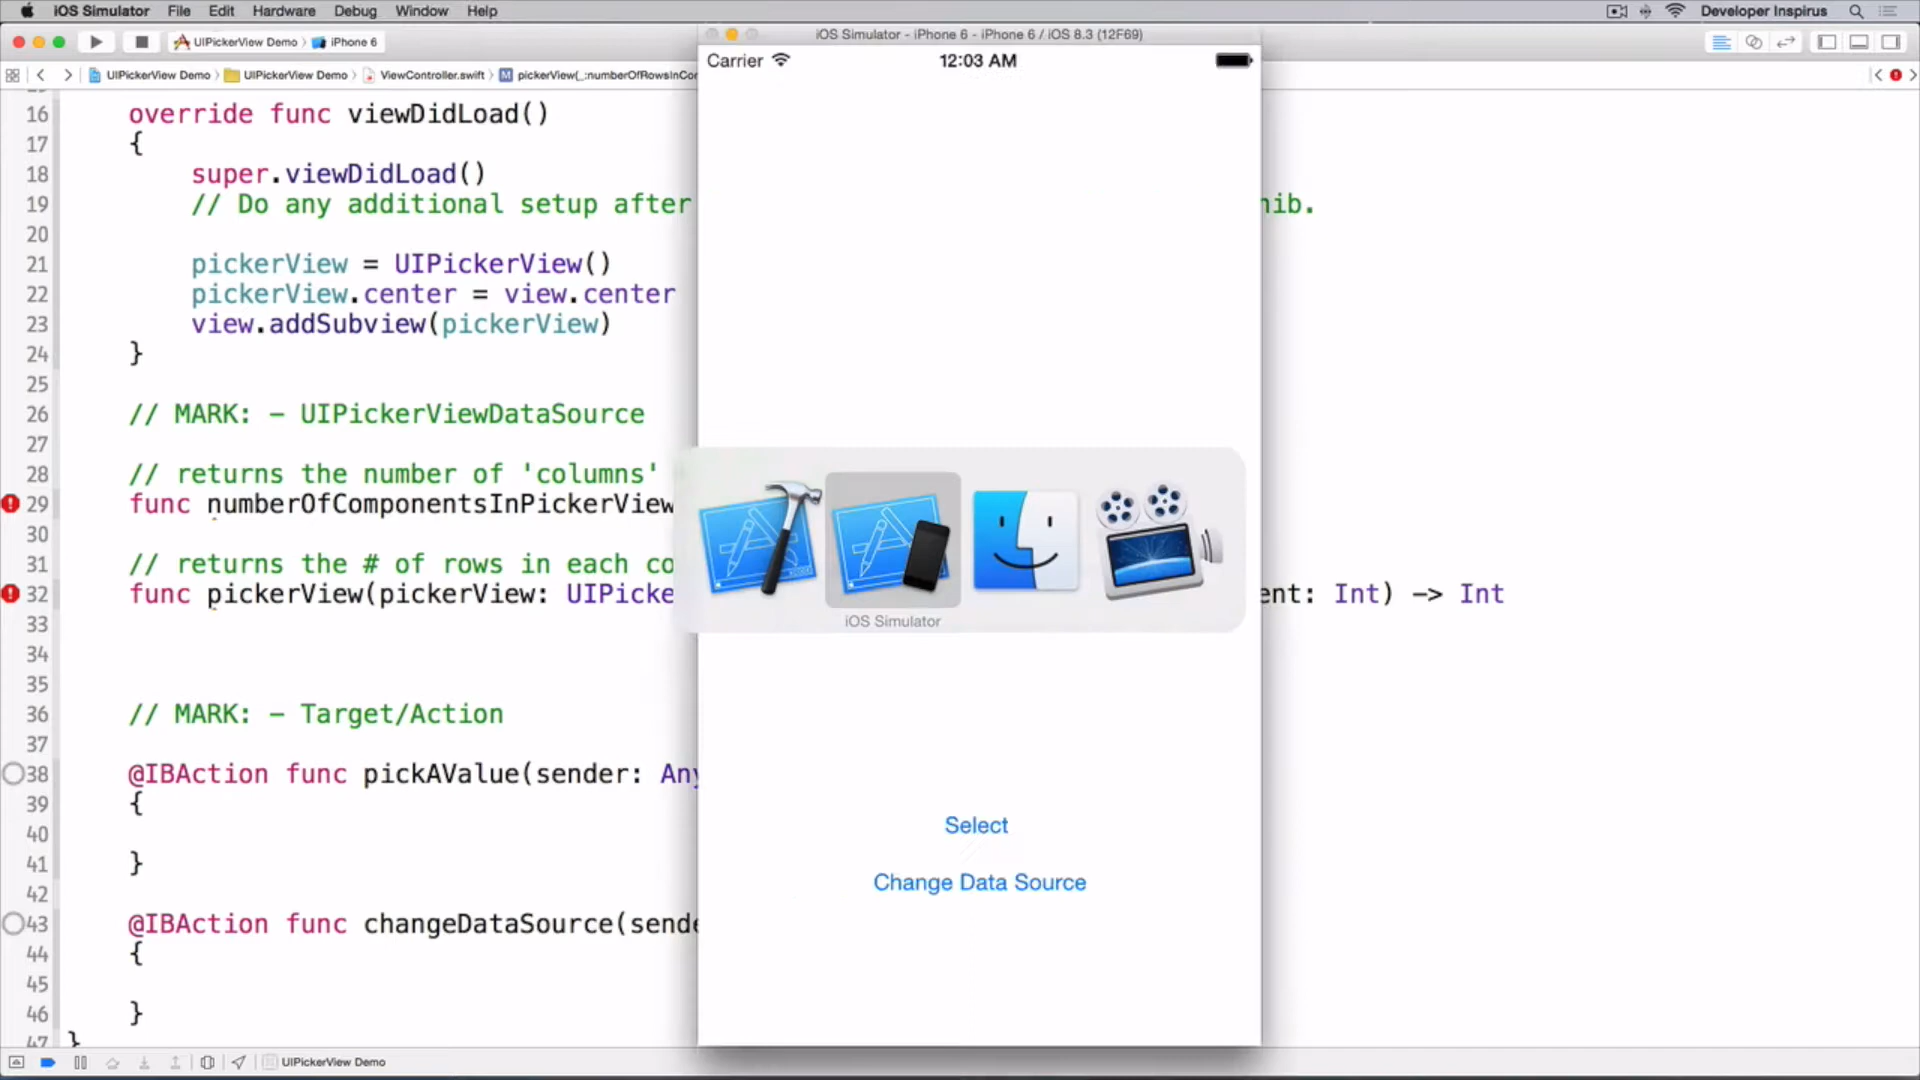 iOS Simulator File Edit Hardware Debug Window Help Developer Inspirus
UIPickerView Demo iPhone 6
iOS Simulator - iPhone 6 - iPhone 6 / iOS 8.3 (12F69)
UIPickerView Demo UIPickerView Demo ViewController.swift M pickerView(_:numberOfRowsInCo
Carrier 12:03 AM
16 override func viewDidLoad()
17 {
18 super.viewDidLoad()
19 // Do any additional setup after nib.
20
21 pickerView = UIPickerView()
22 pickerView.center = view.center
23 view.addSubview(pickerView)
24 }
25
26 // MARK: - UIPickerViewDataSource
27
28 // returns the number of 'columns'
29 func numberOfComponentsInPickerView
30
31 // returns the # of rows in each co
32 func pickerView(pickerView: UIPicke ent: Int) -> Int
iOS Simulator
33
34
35
36 // MARK: - Target/Action
37
38 @IBAction func pickAValue(sender: Any
39 {
40
41 }
42
43 @IBAction func changeDataSource(sende
44 {
45
46 }
47 }
Select
Change Data Source
UIPickerView Demo